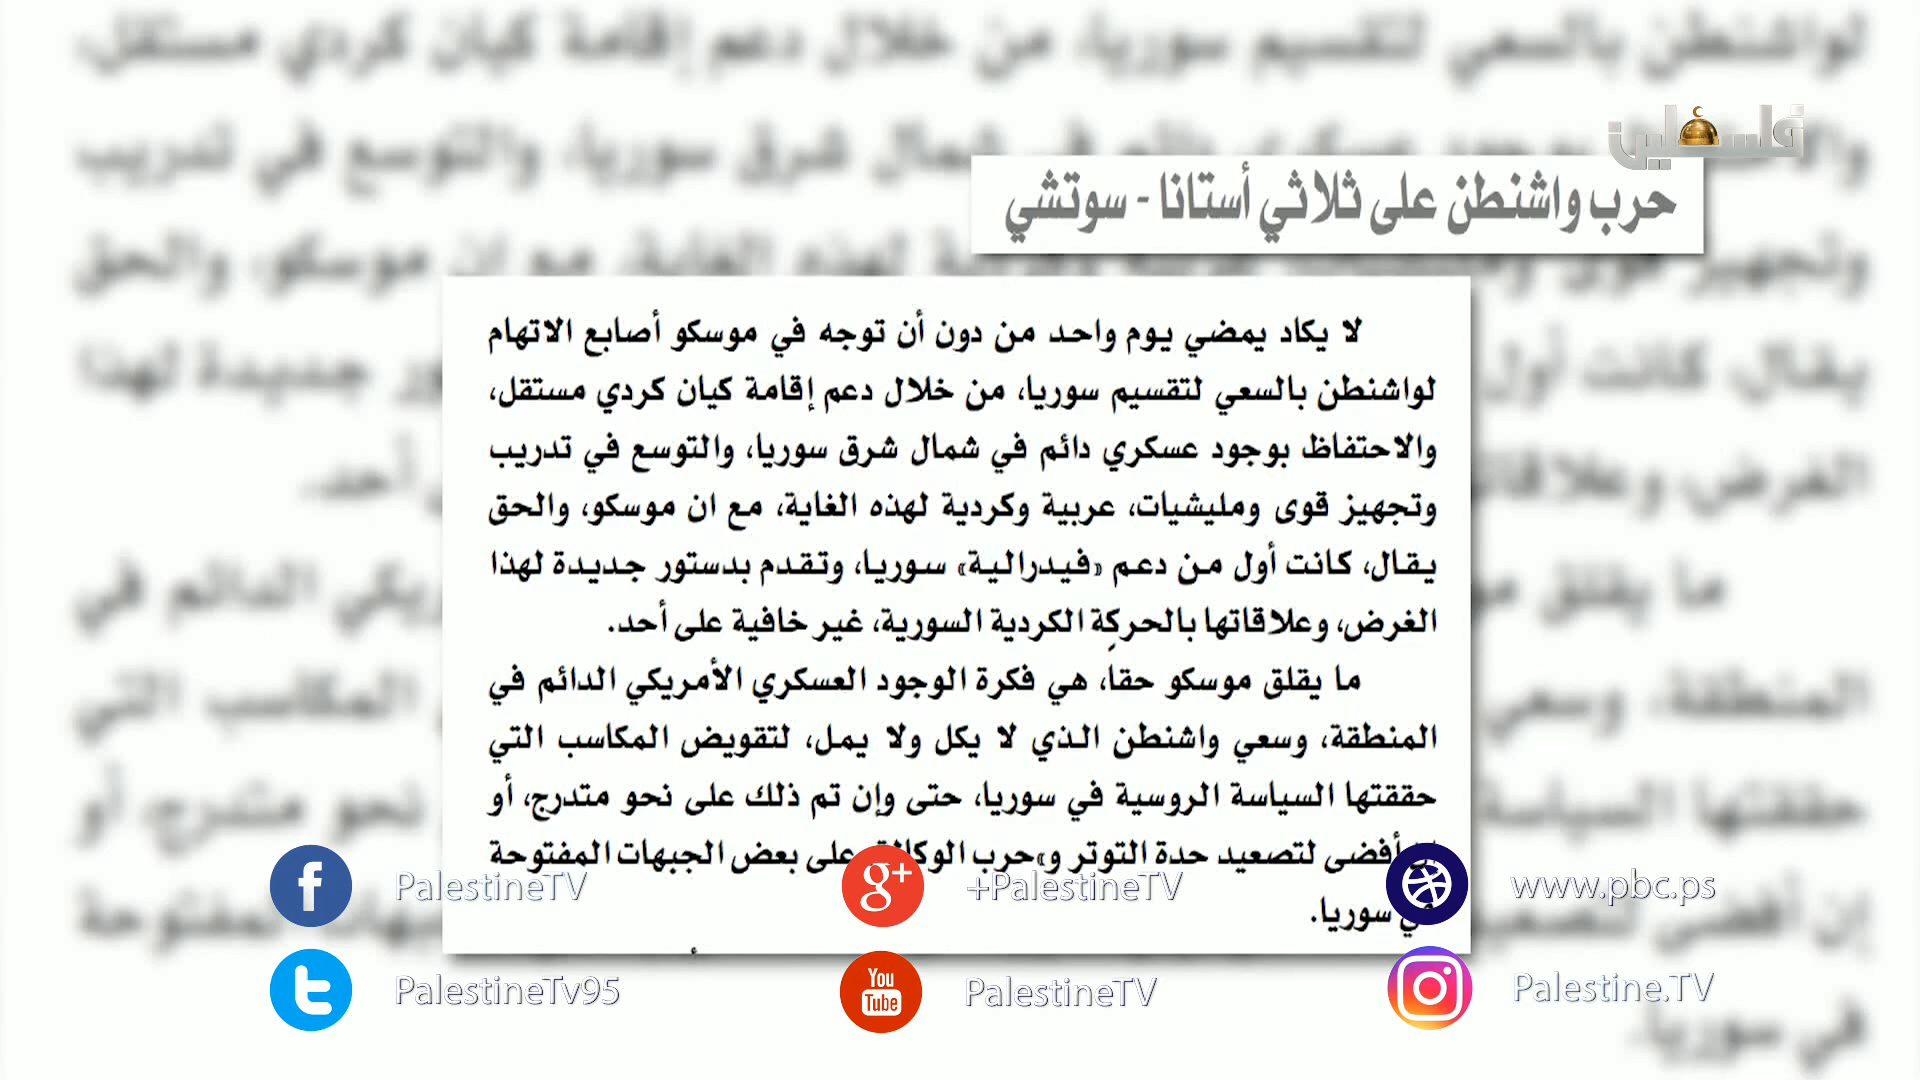 فلسطين
حرب واشنطن على ثلاثي أستانا - سوتشي
لا يكاد يمضي يوم واحد من دون أن توجه في موسكو أصابع الاتهام
لواشنطن بالسعي لتقسيم سوريا، من خلال دعم إقامة كيان كردي مستقل،
والاحتفاظ بوجود عسكري دائم في شمال شرق سوريا، والتوسع في تدريب
وتجهيز قوى ومليشيات، عربية وكردية لهذه الغاية، مع ان موسكو، والحق
يقال، كانت أول من دعم «فيدرالية» سوريا، وتقدم بدستور جديدة لهذا
الغرض، وعلاقاتها بالحركة الكردية السورية، غير خافية على أحد.
ما يقلق موسكو حقاً، هي فكرة الوجود العسكري الأمريكي الدائم في
المنطقة، وسعي واشنطن الذي لا يكل ولا يمل، لتقويض المكاسب التي
حققتها السياسة الروسية في سوريا، حتى وإن تم ذلك على نحو متدرج، أو
إن أفضى لتصعيد حدة التوتر و»حرب الوكالة» على بعض الجبهات المفتوحة
في سوريا.
PalestineTV
+PalestineTV
www.pbc.ps
PalestineTv95
You Tube
PalestineTV
Palestine.TV